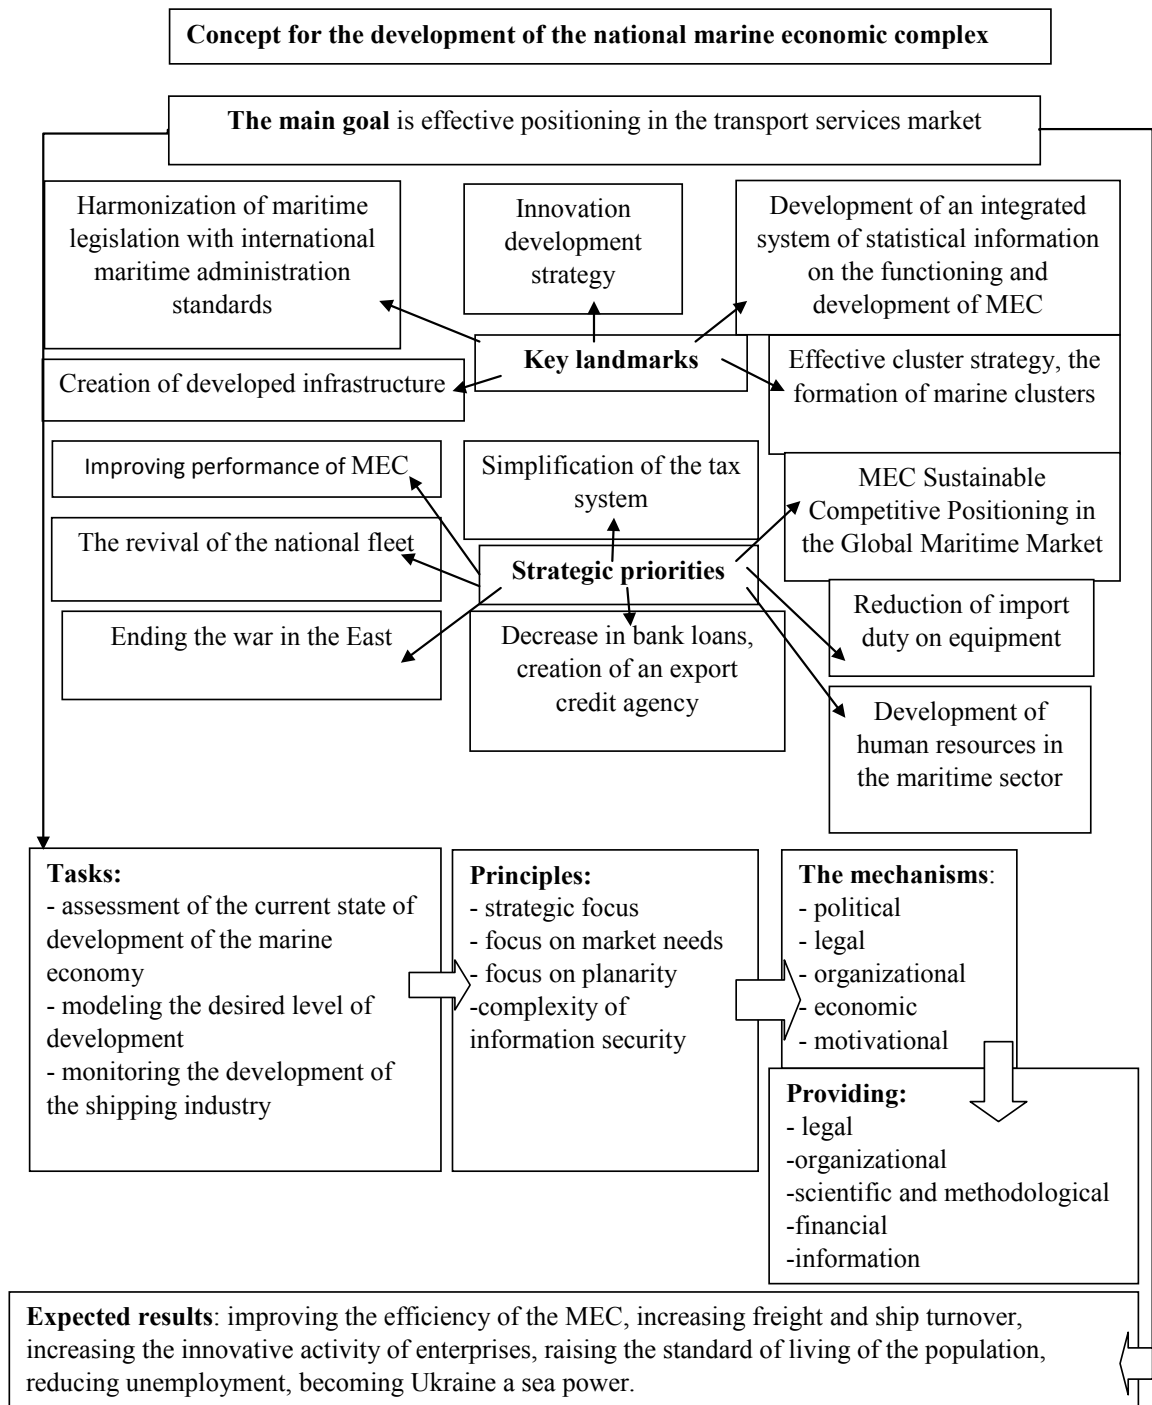 Concept for the development of the national marine economic complex
The main goal is effective positioning in the transport services market
Harmonization of maritime
legislation with international
maritime administration
standards
Innovation
development
strategy
Development of an integrated
system of statistical information
on the functioning and
development of MEC
Key landmarks
Creation of developed infrastructure
Effective cluster strategy, the
formation of marine clusters
Improving performance of MEC
Simplification of the tax
system
MEC Sustainable
Competitive Positioning in
the Global Maritime Market
The revival of the national fleet
Strategic priorities
Ending the war in the East
Decrease in bank loans,
creation of an export
credit agency
Reduction of import
duty on equipment
Development of
human resources in
the maritime sector
Tasks:
- assessment of the current state of
development of the marine
economy
- modeling the desired level of
development
- monitoring the development of
the shipping industry
Principles:
- strategic focus
- focus on market needs
- focus on planarity
-complexity of
information security
The mechanisms:
- political
- legal
- organizational
- economic
- motivational
Providing:
- legal
-organizational
-scientific and methodological
-financial
-information
Expected results: improving the efficiency of the MEC, increasing freight and ship turnover,
increasing the innovative activity of enterprises, raising the standard of living of the population,
reducing unemployment, becoming Ukraine a sea power.